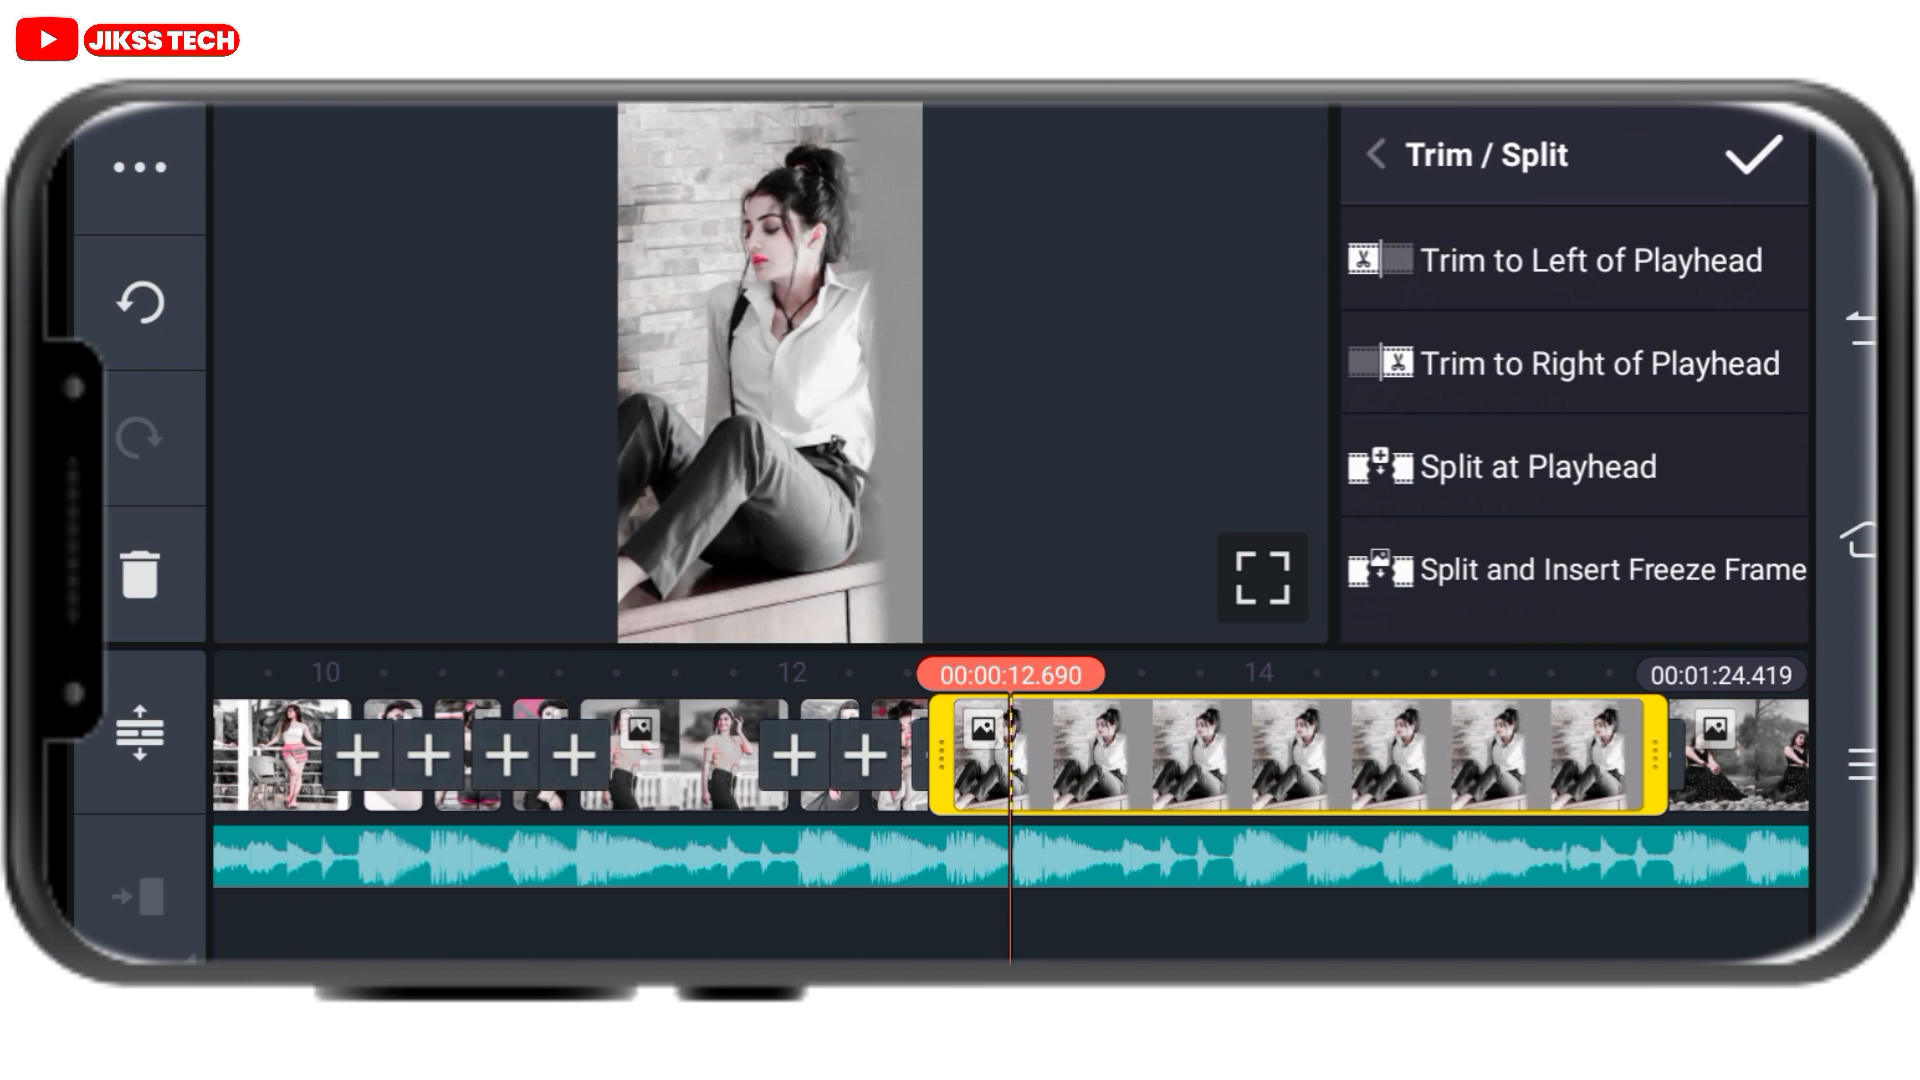 JIKSS TECH
Trim / Split
Trim to Left of Playhead
Trim to Right of Playhead
Split at Playhead
Split and Insert Freeze Frame
10
12
00:00:12.690
14
00:01:24.419